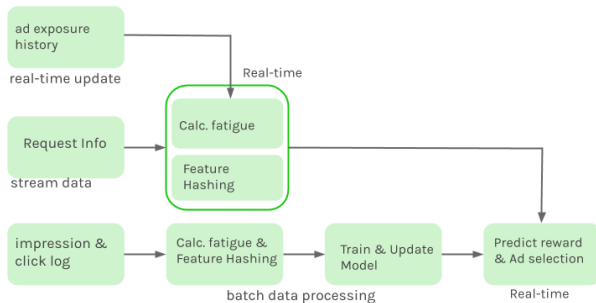 ad exposure
history
real-time update
Real-time
Calc. fatigue
Request Info
Feature
Hashing
stream data
impression &
click log
Calc. fatigue &
Feature Hashing
Train & Update
Model
Predict reward
& Ad selection
batch data processing
Real-time